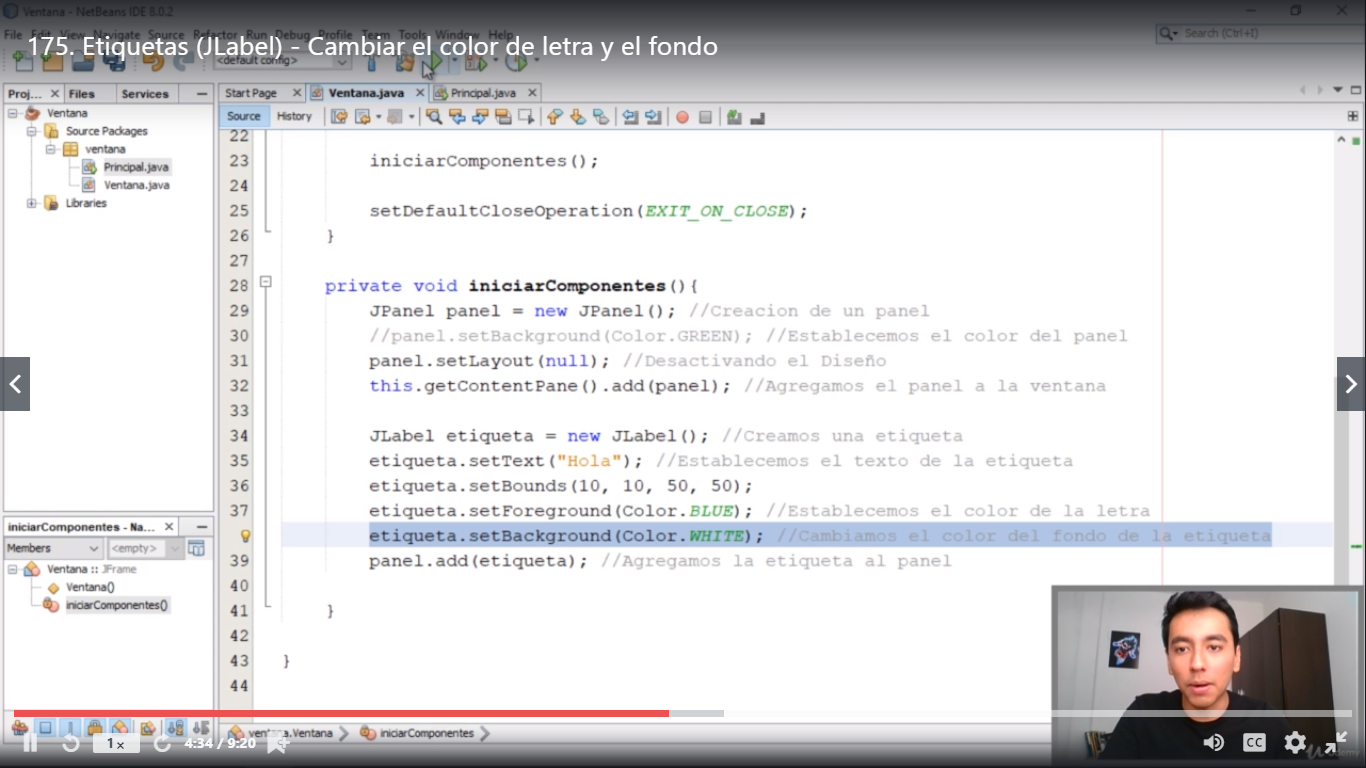 Ventana - NetBeans IDE 8.0.2
File Edit View Navigate Source Refactor Run Debug Profile Team Tools Window Help
175. Etiquetas (JLabel) - Cambiar el color de letra y el fondo
Search (Ctrl+I)
<default config>
Proj... Files Services
Start Page Ventana.java Principal.java
Source History
Ventana
Source Packages
ventana
Principal.java
Ventana.java
Libraries
22
23 iniciarComponentes();
24
25 setDefaultCloseOperation(EXIT_ON_CLOSE);
26 }
27
28 private void iniciarComponentes(){
29 JPanel panel = new JPanel(); //Creacion de un panel
30 //panel.setBackground(Color.GREEN); //Establecemos el color del panel
31 panel.setLayout(null); //Desactivando el Diseño
32 this.getContentPane().add(panel); //Agregamos el panel a la ventana
33
34 JLabel etiqueta = new JLabel(); //Creamos una etiqueta
35 etiqueta.setText("Hola"); //Establecemos el texto de la etiqueta
36 etiqueta.setBounds(10, 10, 50, 50);
37 etiqueta.setForeground(Color.BLUE); //Establecemos el color de la letra
etiqueta.setBackground(Color.WHITE); //Cambiamos el color del fondo de la etiqueta
39 panel.add(etiqueta); //Agregamos la etiqueta al panel
40
41 }
42
43 }
44
iniciarComponentes - Na...
Members <empty>
Ventana :: JFrame
Ventana()
iniciarComponentes()
ventana.Ventana iniciarComponentes
1x 4:34 / 9:20
CC